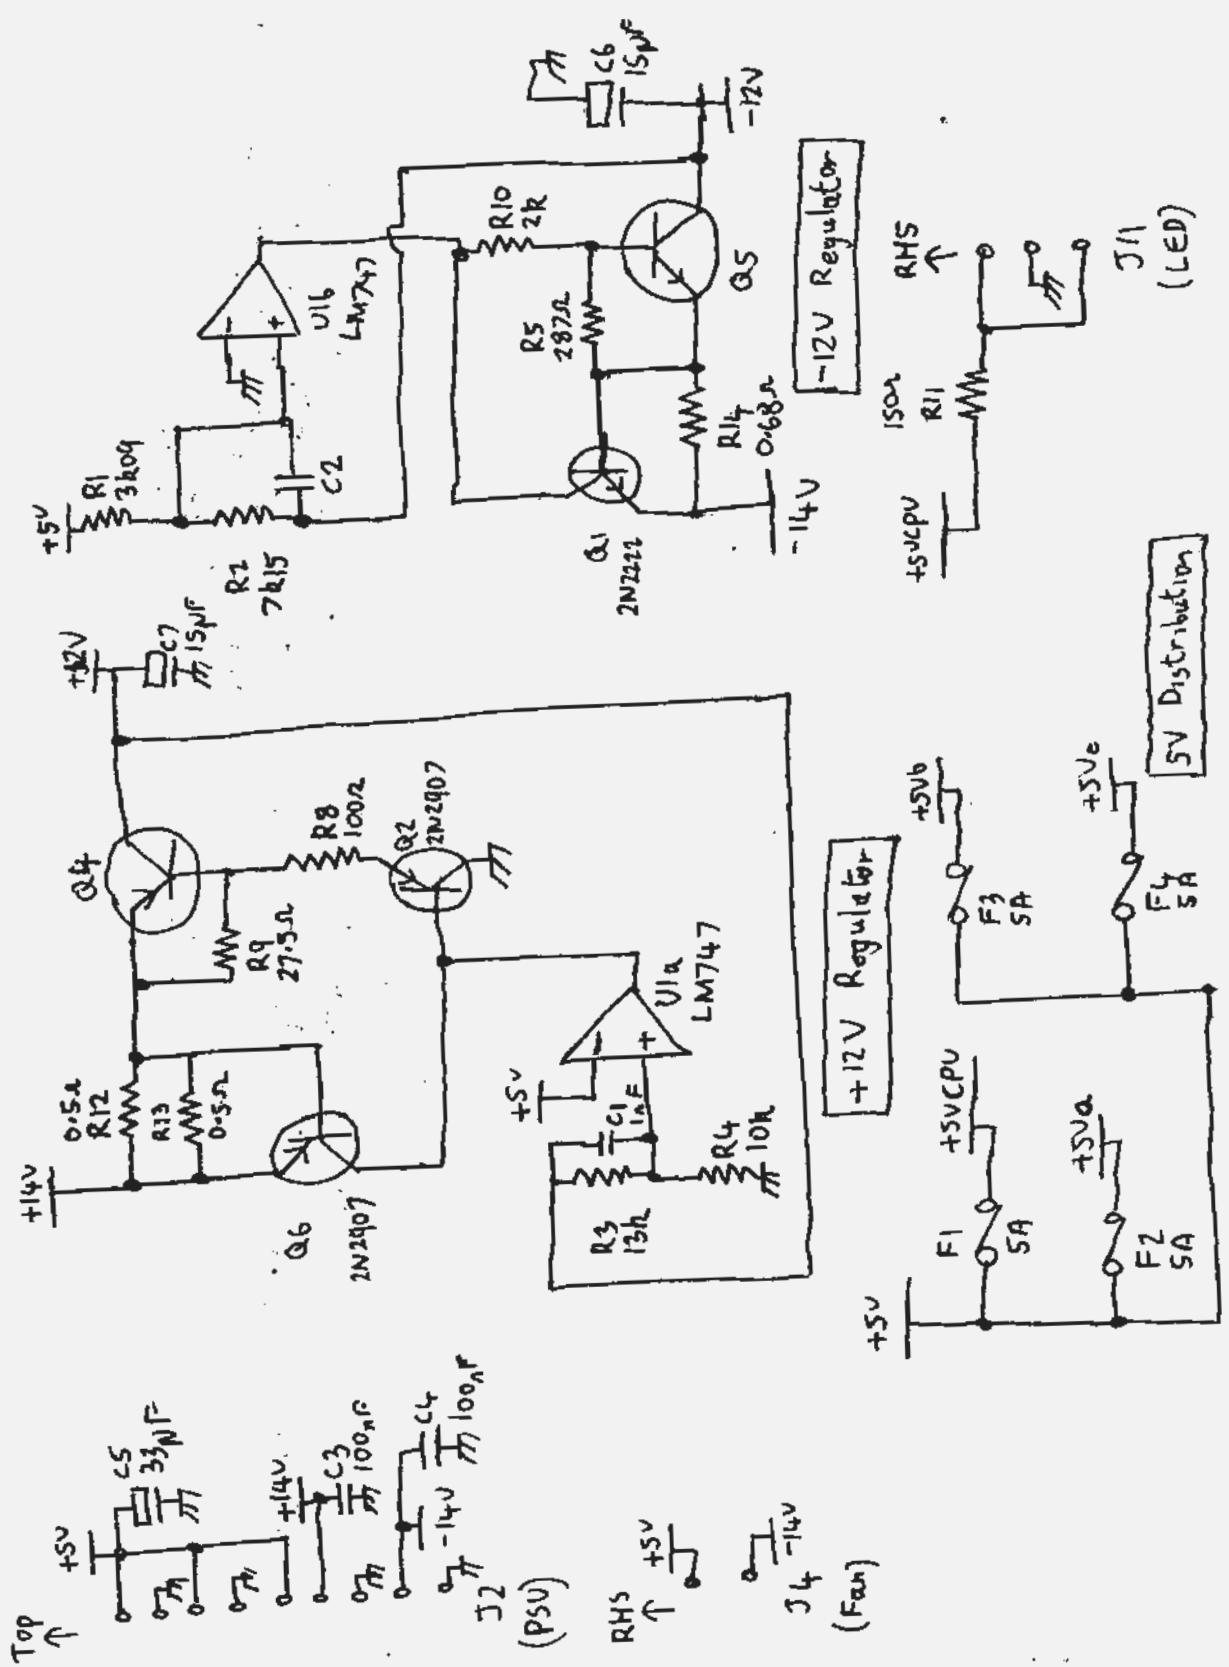 Top
+5V
C5
33µF
+14V
C3
100nF
-14V
C4
100nF
J2
(PSU)
RHS
+5V
-14V
J4
(Fan)
+14V
0.5Ω
R12
R13
0.5Ω
Q6
2N2907
Q4
R9
27.5Ω
R8
100Ω
Q2
2N2907
+12V
C7
15µF
+5V
C1
1nF
R3
13k
R4
10k
U1a
LM747
-
+
+12V Regulator
+5V
R1
3k09
R2
7k15
C2
-
+
U1b
LM747
R10
2k
R5
287Ω
Q1
2N2222
R14
0.68Ω
-14V
Q5
C6
15µF
-12V
-12V Regulator
+5V
F1
5A
+5VCPU
F2
5A
+5Va
F3
5A
+5Vb
F4
5A
+5Vc
5V Distribution
+5VCPU
150Ω
R11
RHS
J11
(LED)